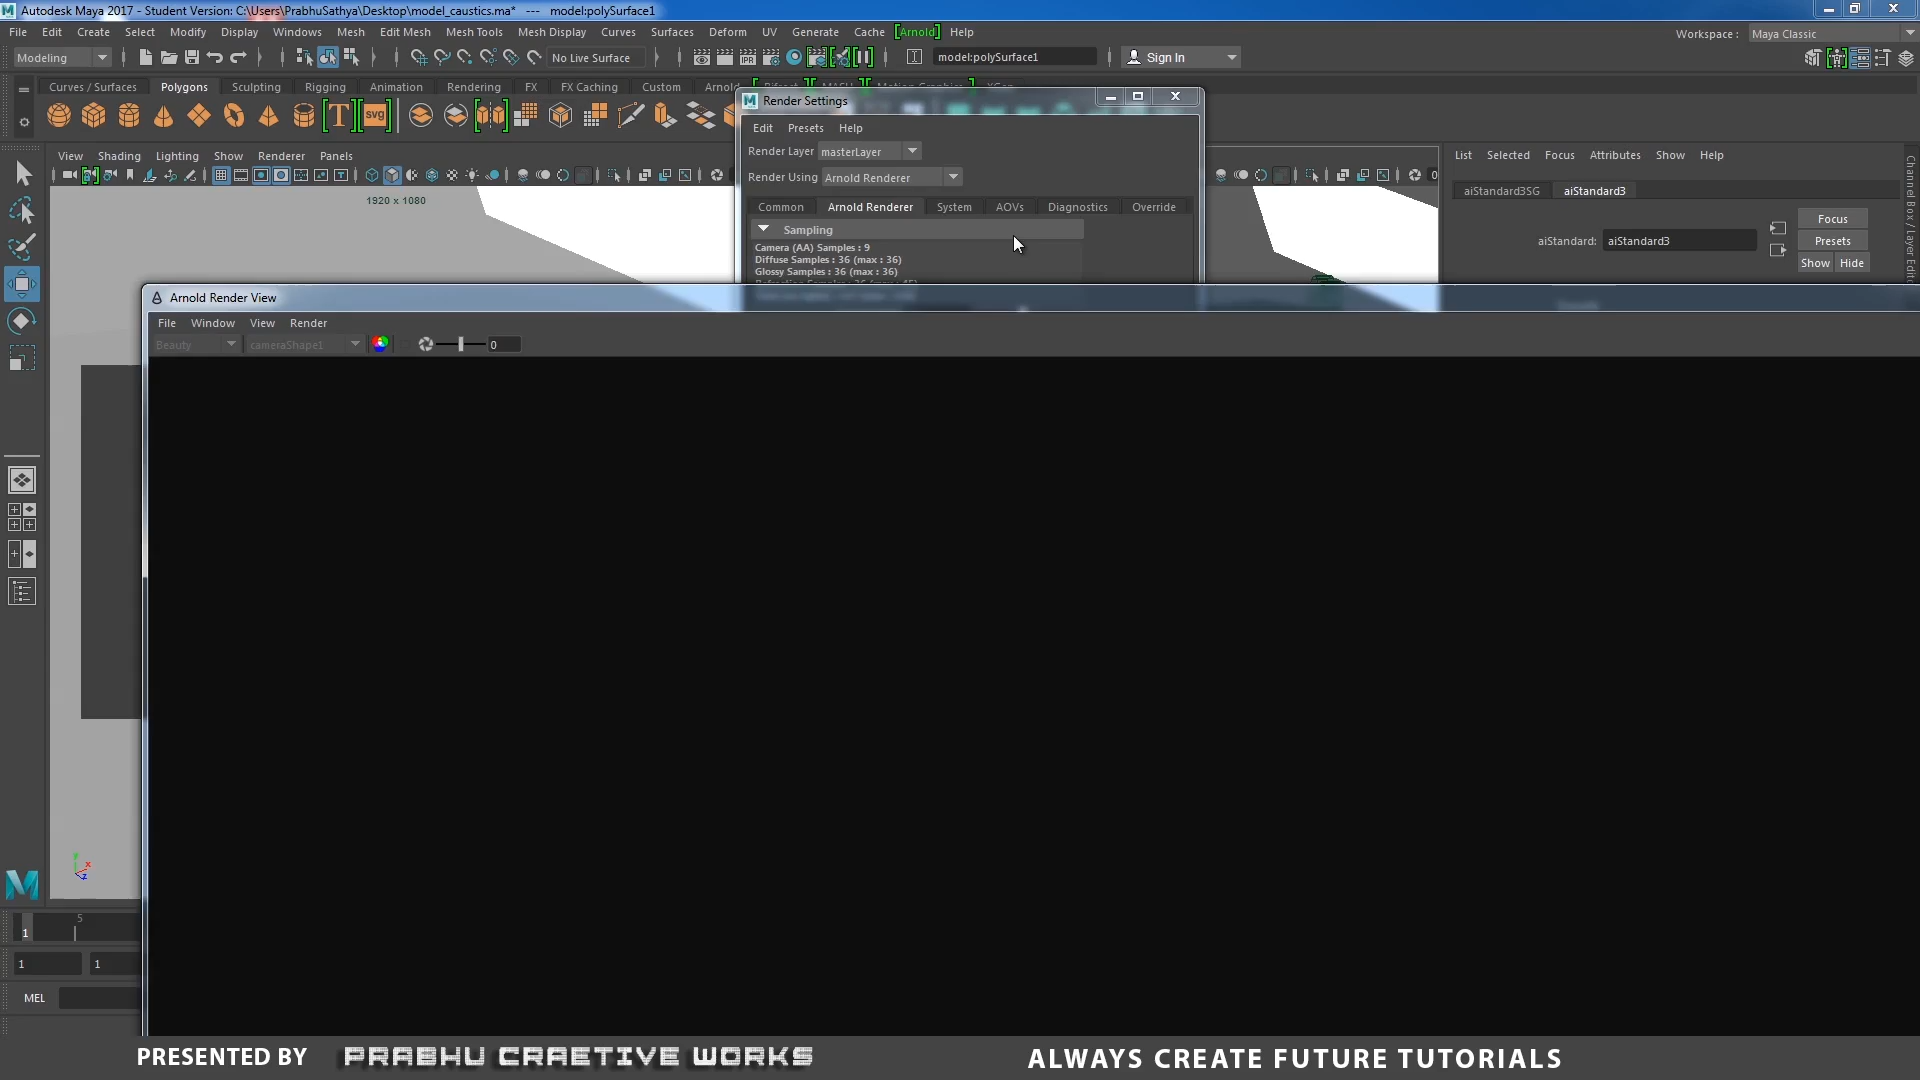 Autodesk Maya 2017 - Student Version: C:\Users\PrabhuSathya\Desktop\model_caustics.ma*   ---   model:polySurface1
File Edit Create Select Modify Display Windows Mesh Edit Mesh Mesh Tools Mesh Display Curves Surfaces Deform UV Generate Cache [Arnold] Help
Workspace : Maya Classic
Modeling
No Live Surface
IPR
model:polySurface1
Sign In
Curves / Surfaces Polygons Sculpting Rigging Animation Rendering FX FX Caching Custom Arnold
T svg
Render Settings
Edit Presets Help
Render Layer masterLayer
Render Using Arnold Renderer
Common Arnold Renderer System AOVs Diagnostics Override
Sampling
Camera (AA) Samples : 9
Diffuse Samples : 36 (max : 36)
Glossy Samples : 36 (max : 36)
View Shading Lighting Show Renderer Panels
1920 x 1080
0
List Selected Focus Attributes Show Help
aiStandard3SG aiStandard3
Focus
aiStandard: aiStandard3
Presets
Show Hide
Arnold Render View
File Window View Render
Beauty cameraShape1 0
5
1
1 1
MEL
PRESENTED BY PRABHU CRAETIVE WORKS
ALWAYS CREATE FUTURE TUTORIALS